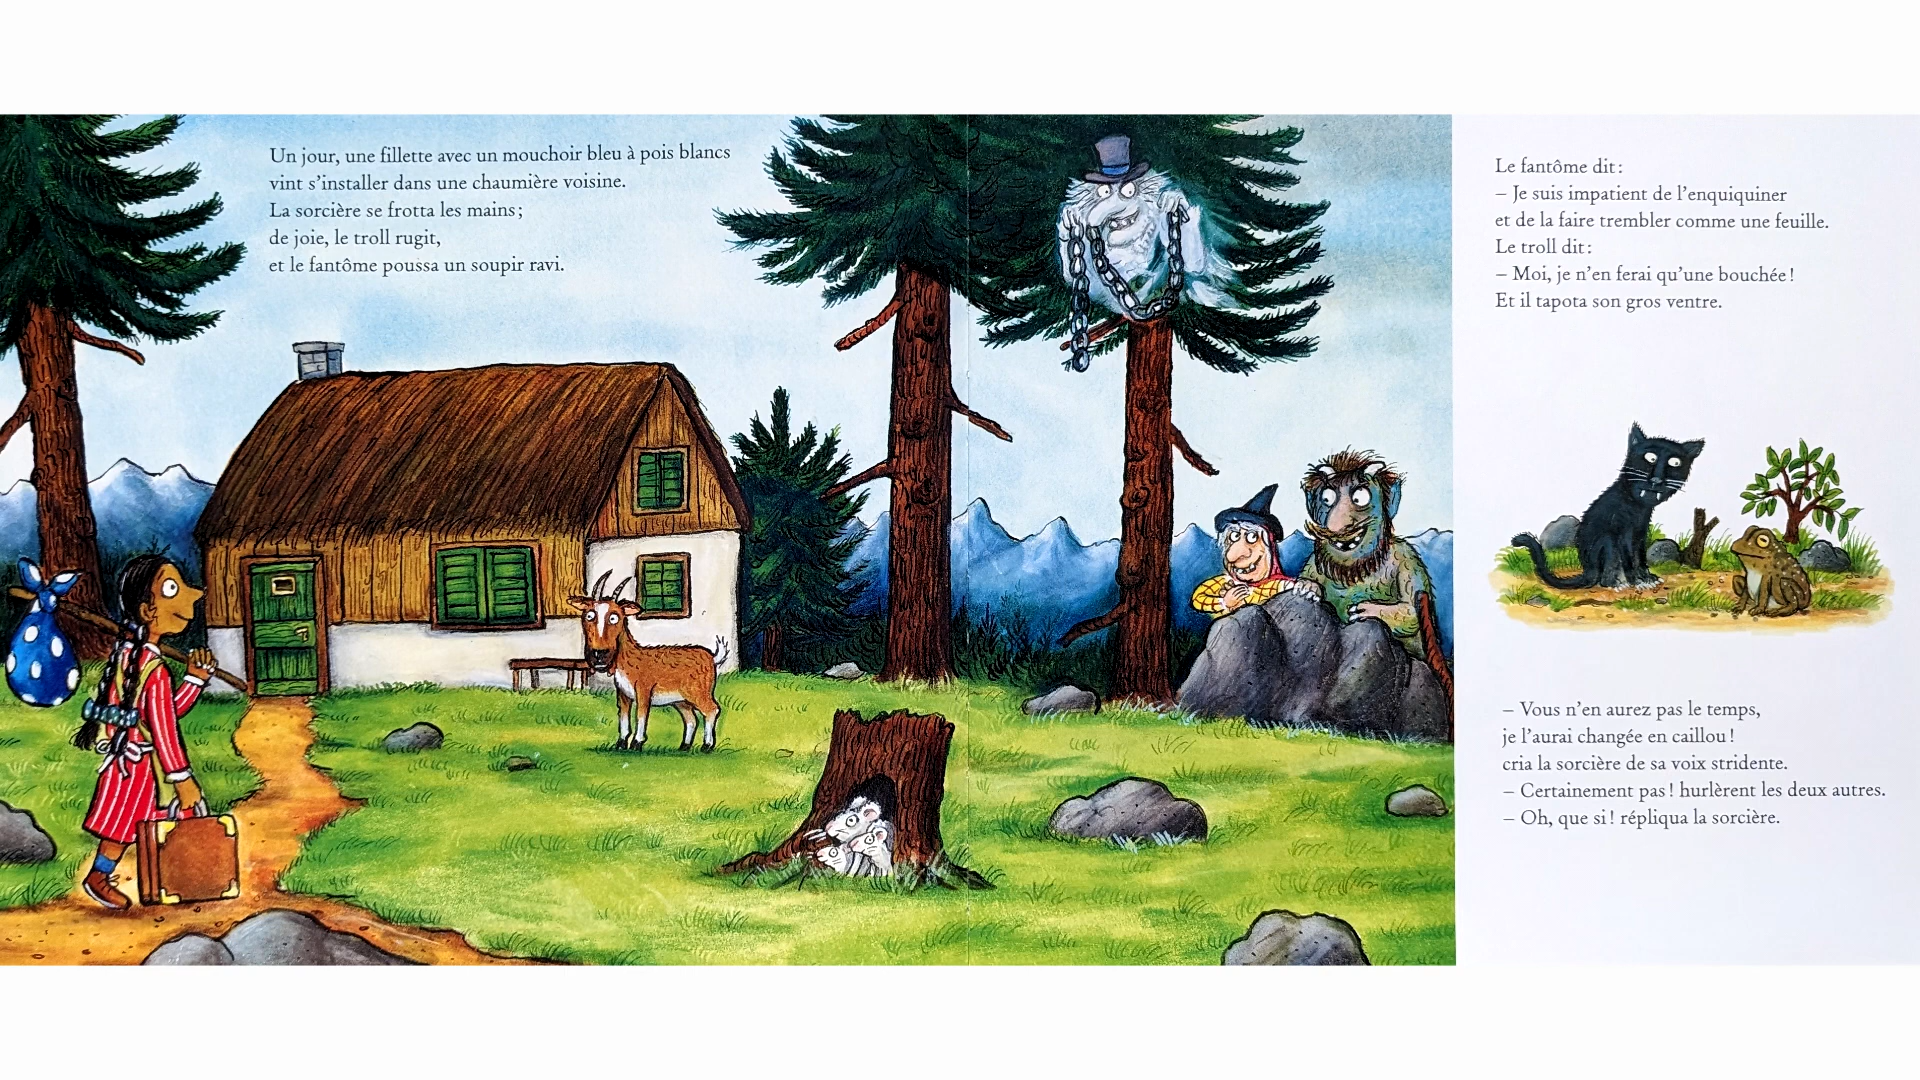 Un jour, une fillette avec un mouchoir bleu à pois blancs
vint s'installer dans une chaumière voisine.
La sorcière se frotta les mains ;
de joie, le troll rugit,
et le fantôme poussa un soupir ravi.
Le fantôme dit :
– Je suis impatient de l'enquiquiner
et de la faire trembler comme une feuille.
Le troll dit :
– Moi, je n'en ferai qu'une bouchée !
Et il tapota son gros ventre.
– Vous n'en aurez pas le temps,
je l'aurai changée en caillou !
cria la sorcière de sa voix stridente.
– Certainement pas ! hurlèrent les deux autres.
– Oh, que si ! répliqua la sorcière.